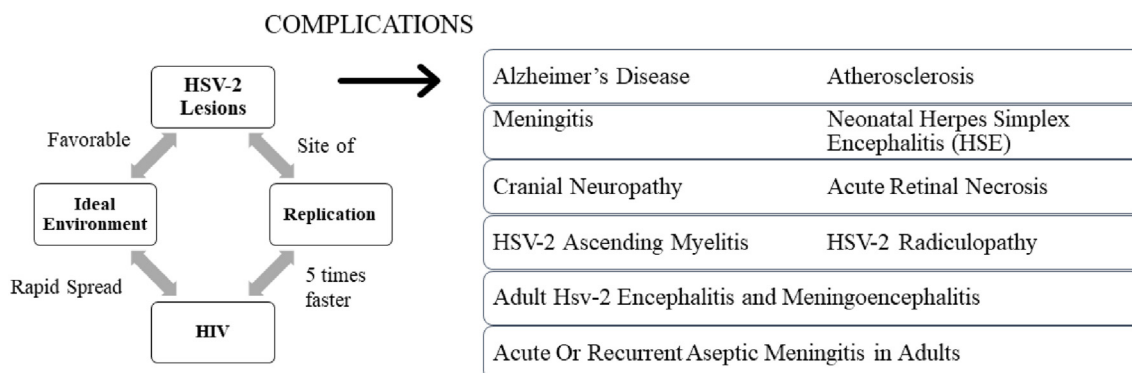 COMPLICATIONS
HSV-2
Lesions
Favorable
Site of
Ideal
Environment
Replication
Rapid Spread
5 times
faster
HIV
Alzheimer's Disease
Atherosclerosis
Meningitis
Neonatal Herpes Simplex
Encephalitis (HSE)
Cranial Neuropathy
Acute Retinal Necrosis
HSV-2 Ascending Myelitis
HSV-2 Radiculopathy
Adult Hsv-2 Encephalitis and Meningoencephalitis
Acute Or Recurrent Aseptic Meningitis in Adults